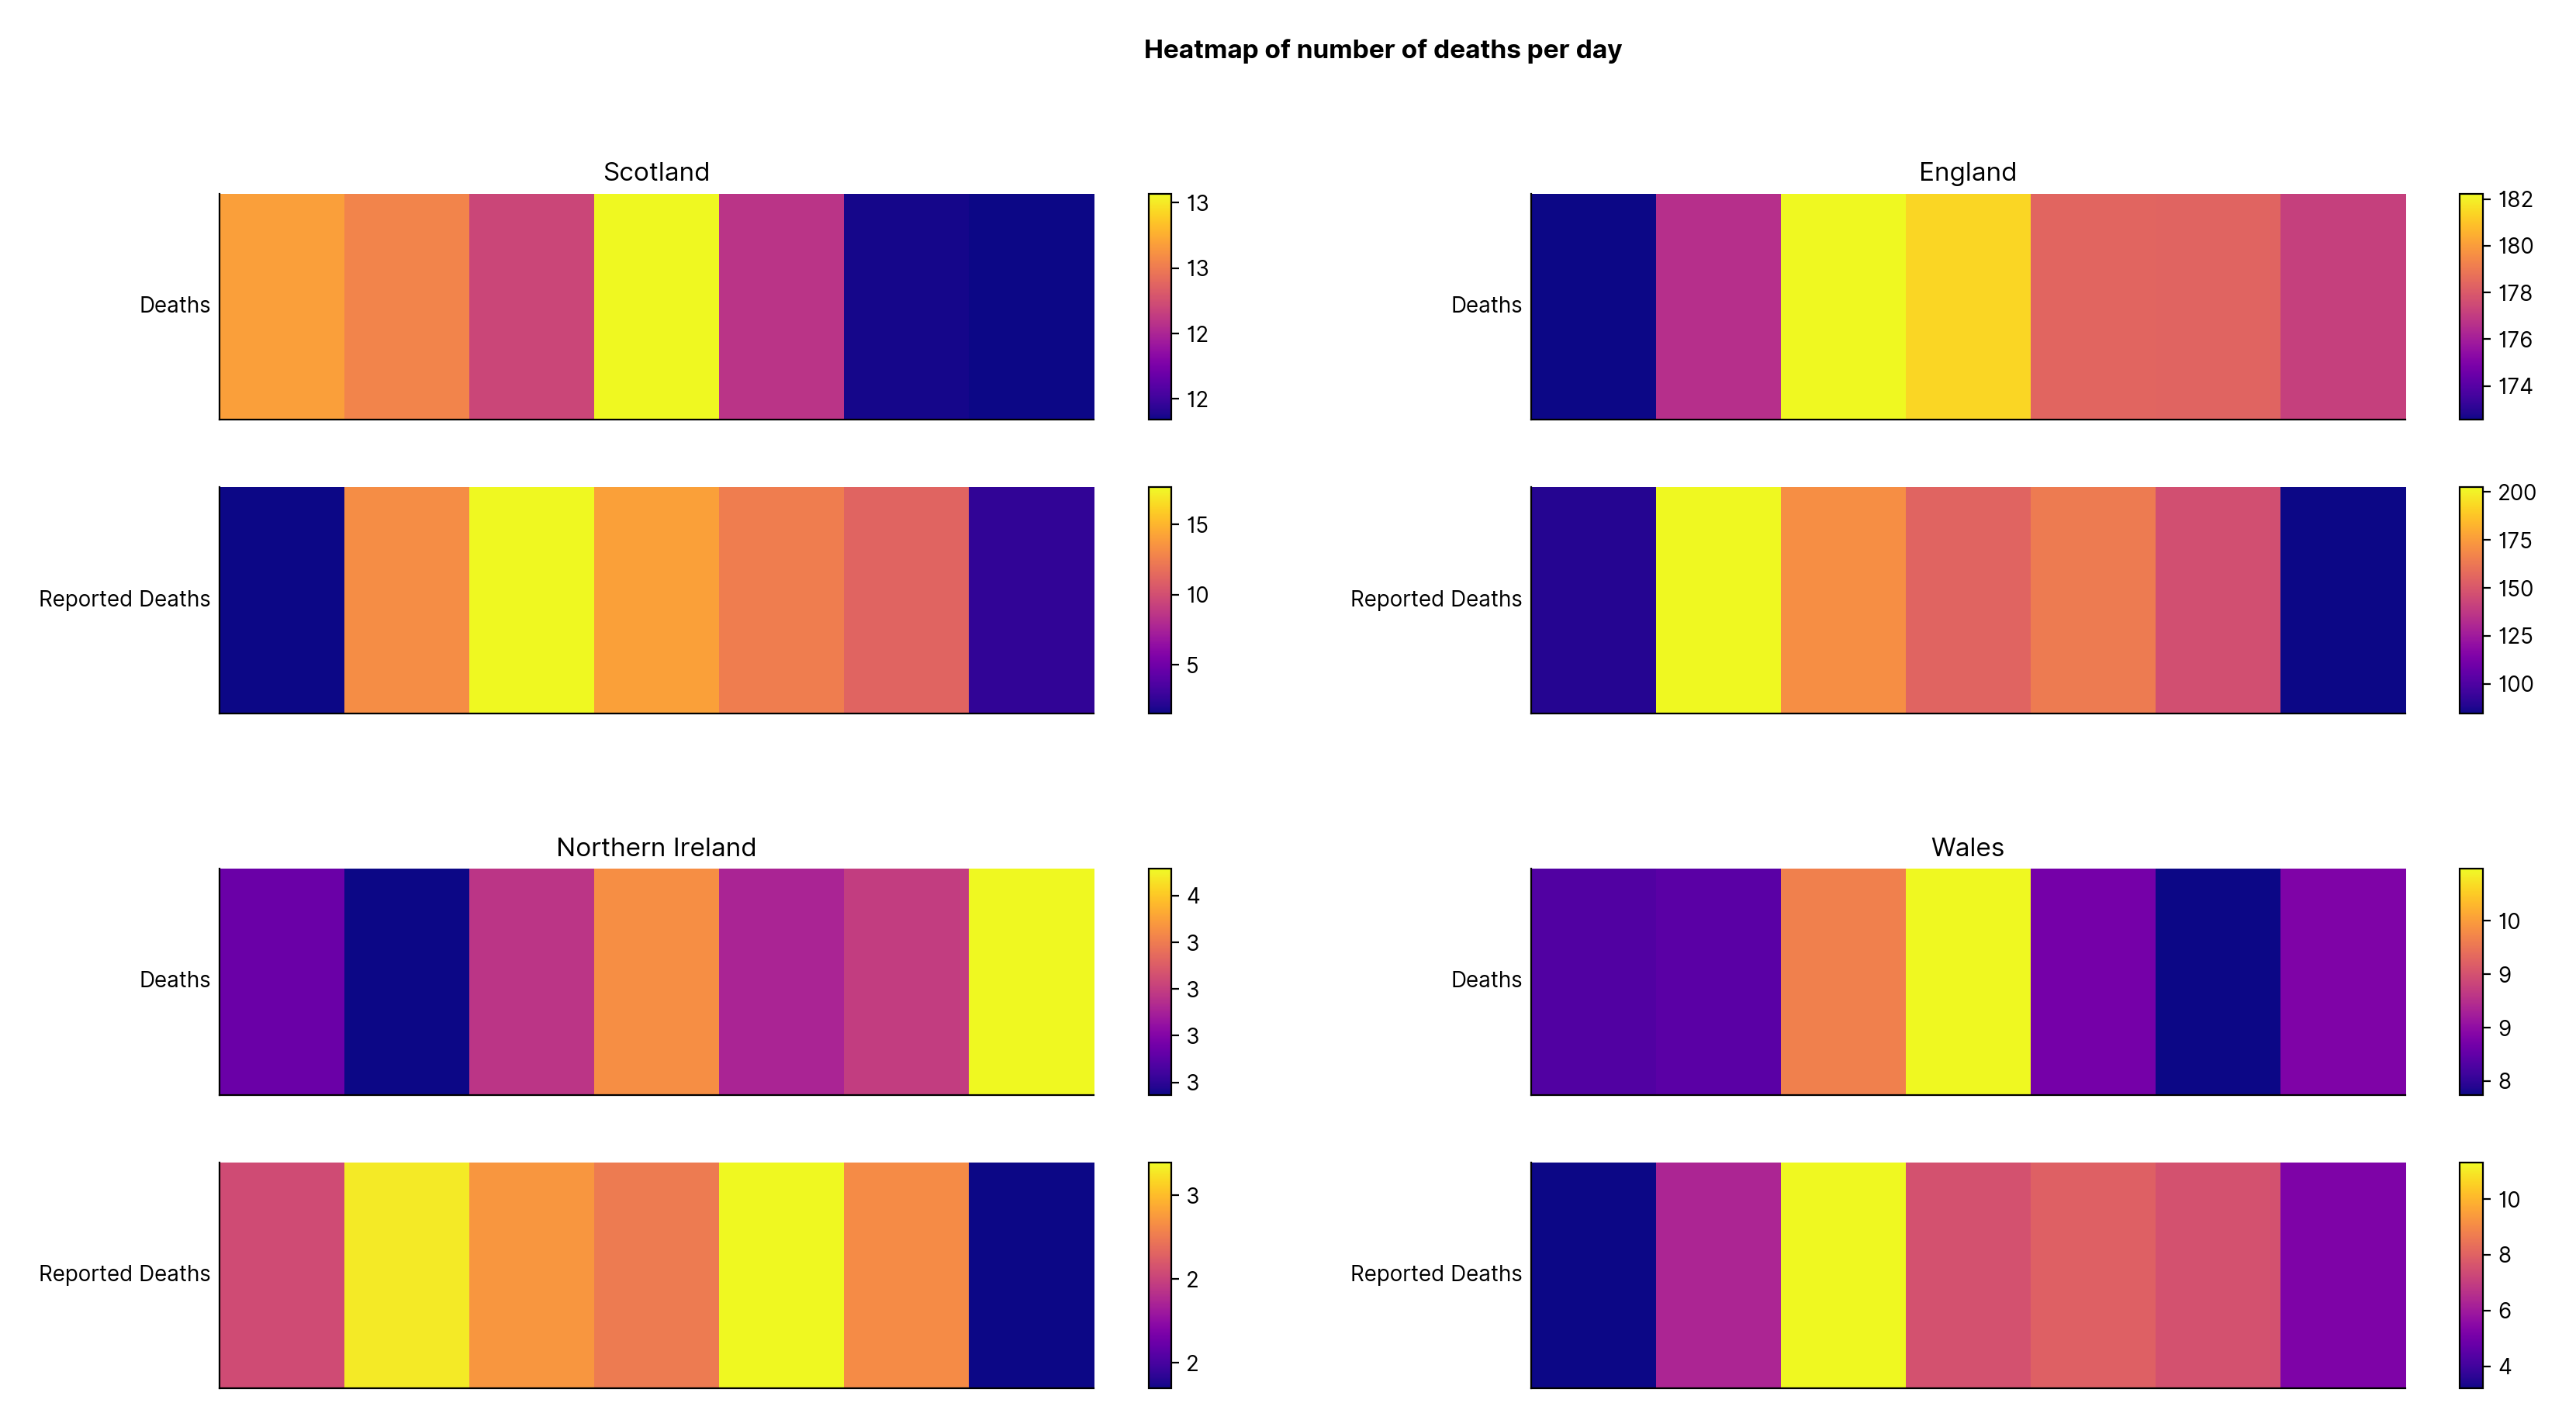 Heatmap of number of deaths per day
Scotland
Deaths
13
13
12
12
Reported Deaths
15
10
5
England
Deaths
182
180
178
176
174
Reported Deaths
200
175
150
125
100
Northern Ireland
Deaths
4
3
3
3
3
Reported Deaths
3
2
2
Wales
Deaths
10
9
9
8
Reported Deaths
10
8
6
4